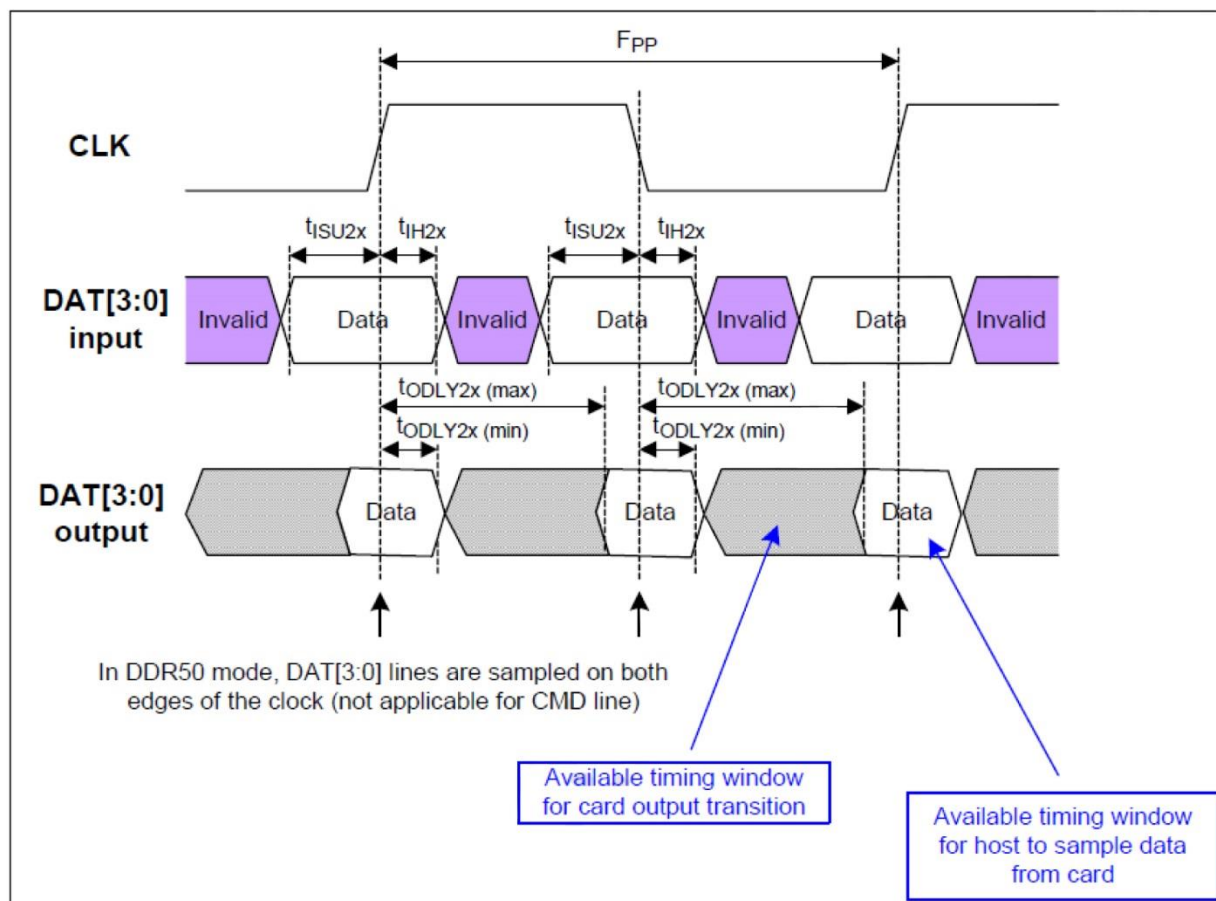 FPP
CLK
tISU2x tIH2x tISU2x tIH2x
DAT[3:0]
input
Invalid Data Invalid Data Invalid Data Invalid
tODLY2x (max) tODLY2x (max)
tODLY2x (min) tODLY2x (min)
DAT[3:0]
output
Data Data Data
In DDR50 mode, DAT[3:0] lines are sampled on both
edges of the clock (not applicable for CMD line)
Available timing window
for card output transition
Available timing window
for host to sample data
from card